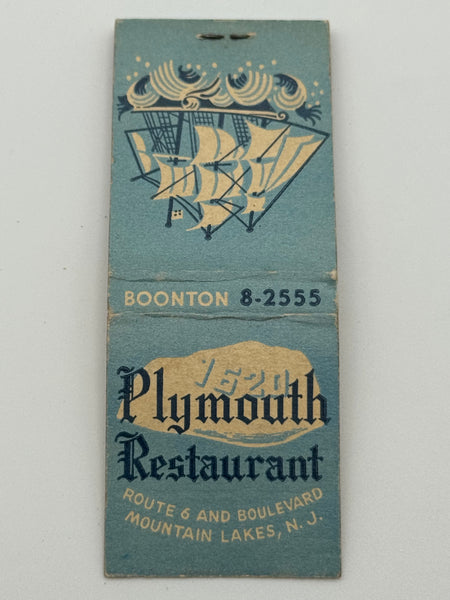 BOONTON 8-2555
1620
Plymouth
Restaurant
ROUTE 6 AND BOULEVARD
MOUNTAIN LAKES, N. J.